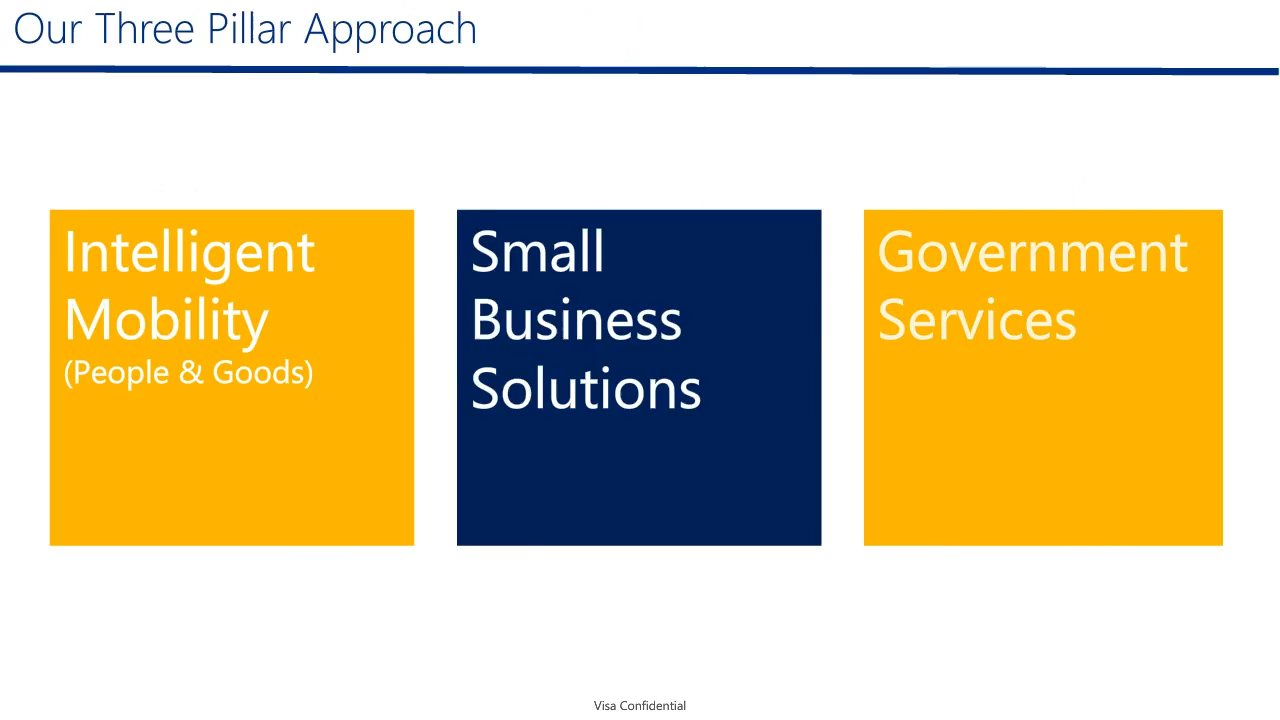 Our Three Pillar Approach
Intelligent
Mobility
(People & Goods)
Small
Business
Solutions
Government
Services
Visa Confidential